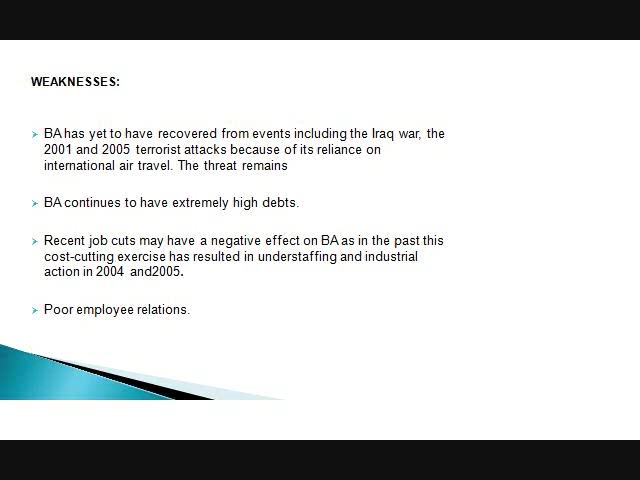 WEAKNESSES:
BA has yet to have recovered from events including the Iraq war, the
2001 and 2005 terrorist attacks because of its reliance on
international air travel. The threat remains
BA continues to have extremely high debts.
Recent job cuts may have a negative effect on BA as in the past this
cost-cutting exercise has resulted in understaffing and industrial
action in 2004 and2005.
Poor employee relations.